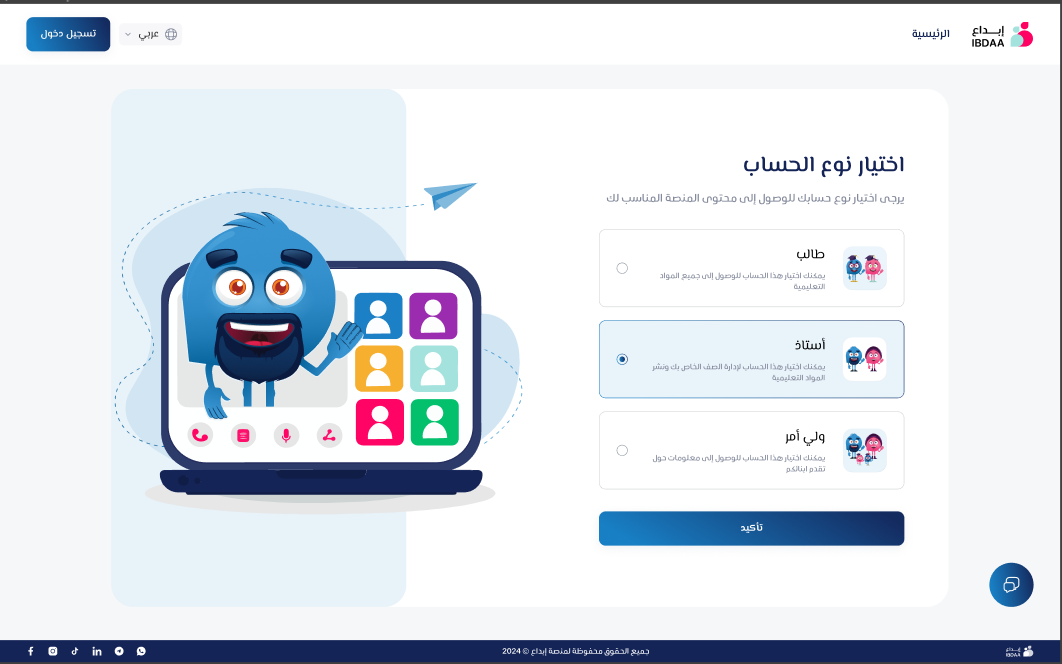 إبداع
IBDAA
الرئيسية
عربي
تسجيل دخول
اختيار نوع الحساب
يرجى اختيار نوع حسابك للوصول إلى محتوى المنصة المناسب لك
طالب
يمكنك اختيار هذا الحساب للوصول إلى جميع المواد
التعليمية
أستاذ
يمكنك اختيار هذا الحساب لإدارة الصف الخاص بك ونشر
المواد التعليمية
ولي أمر
يمكنك اختيار هذا الحساب للوصول إلى معلومات حول
تقدم ابنائكم
تأكيد
إبداع
IBDAA
جميع الحقوق محفوظة لمنصة إبداع © 2024